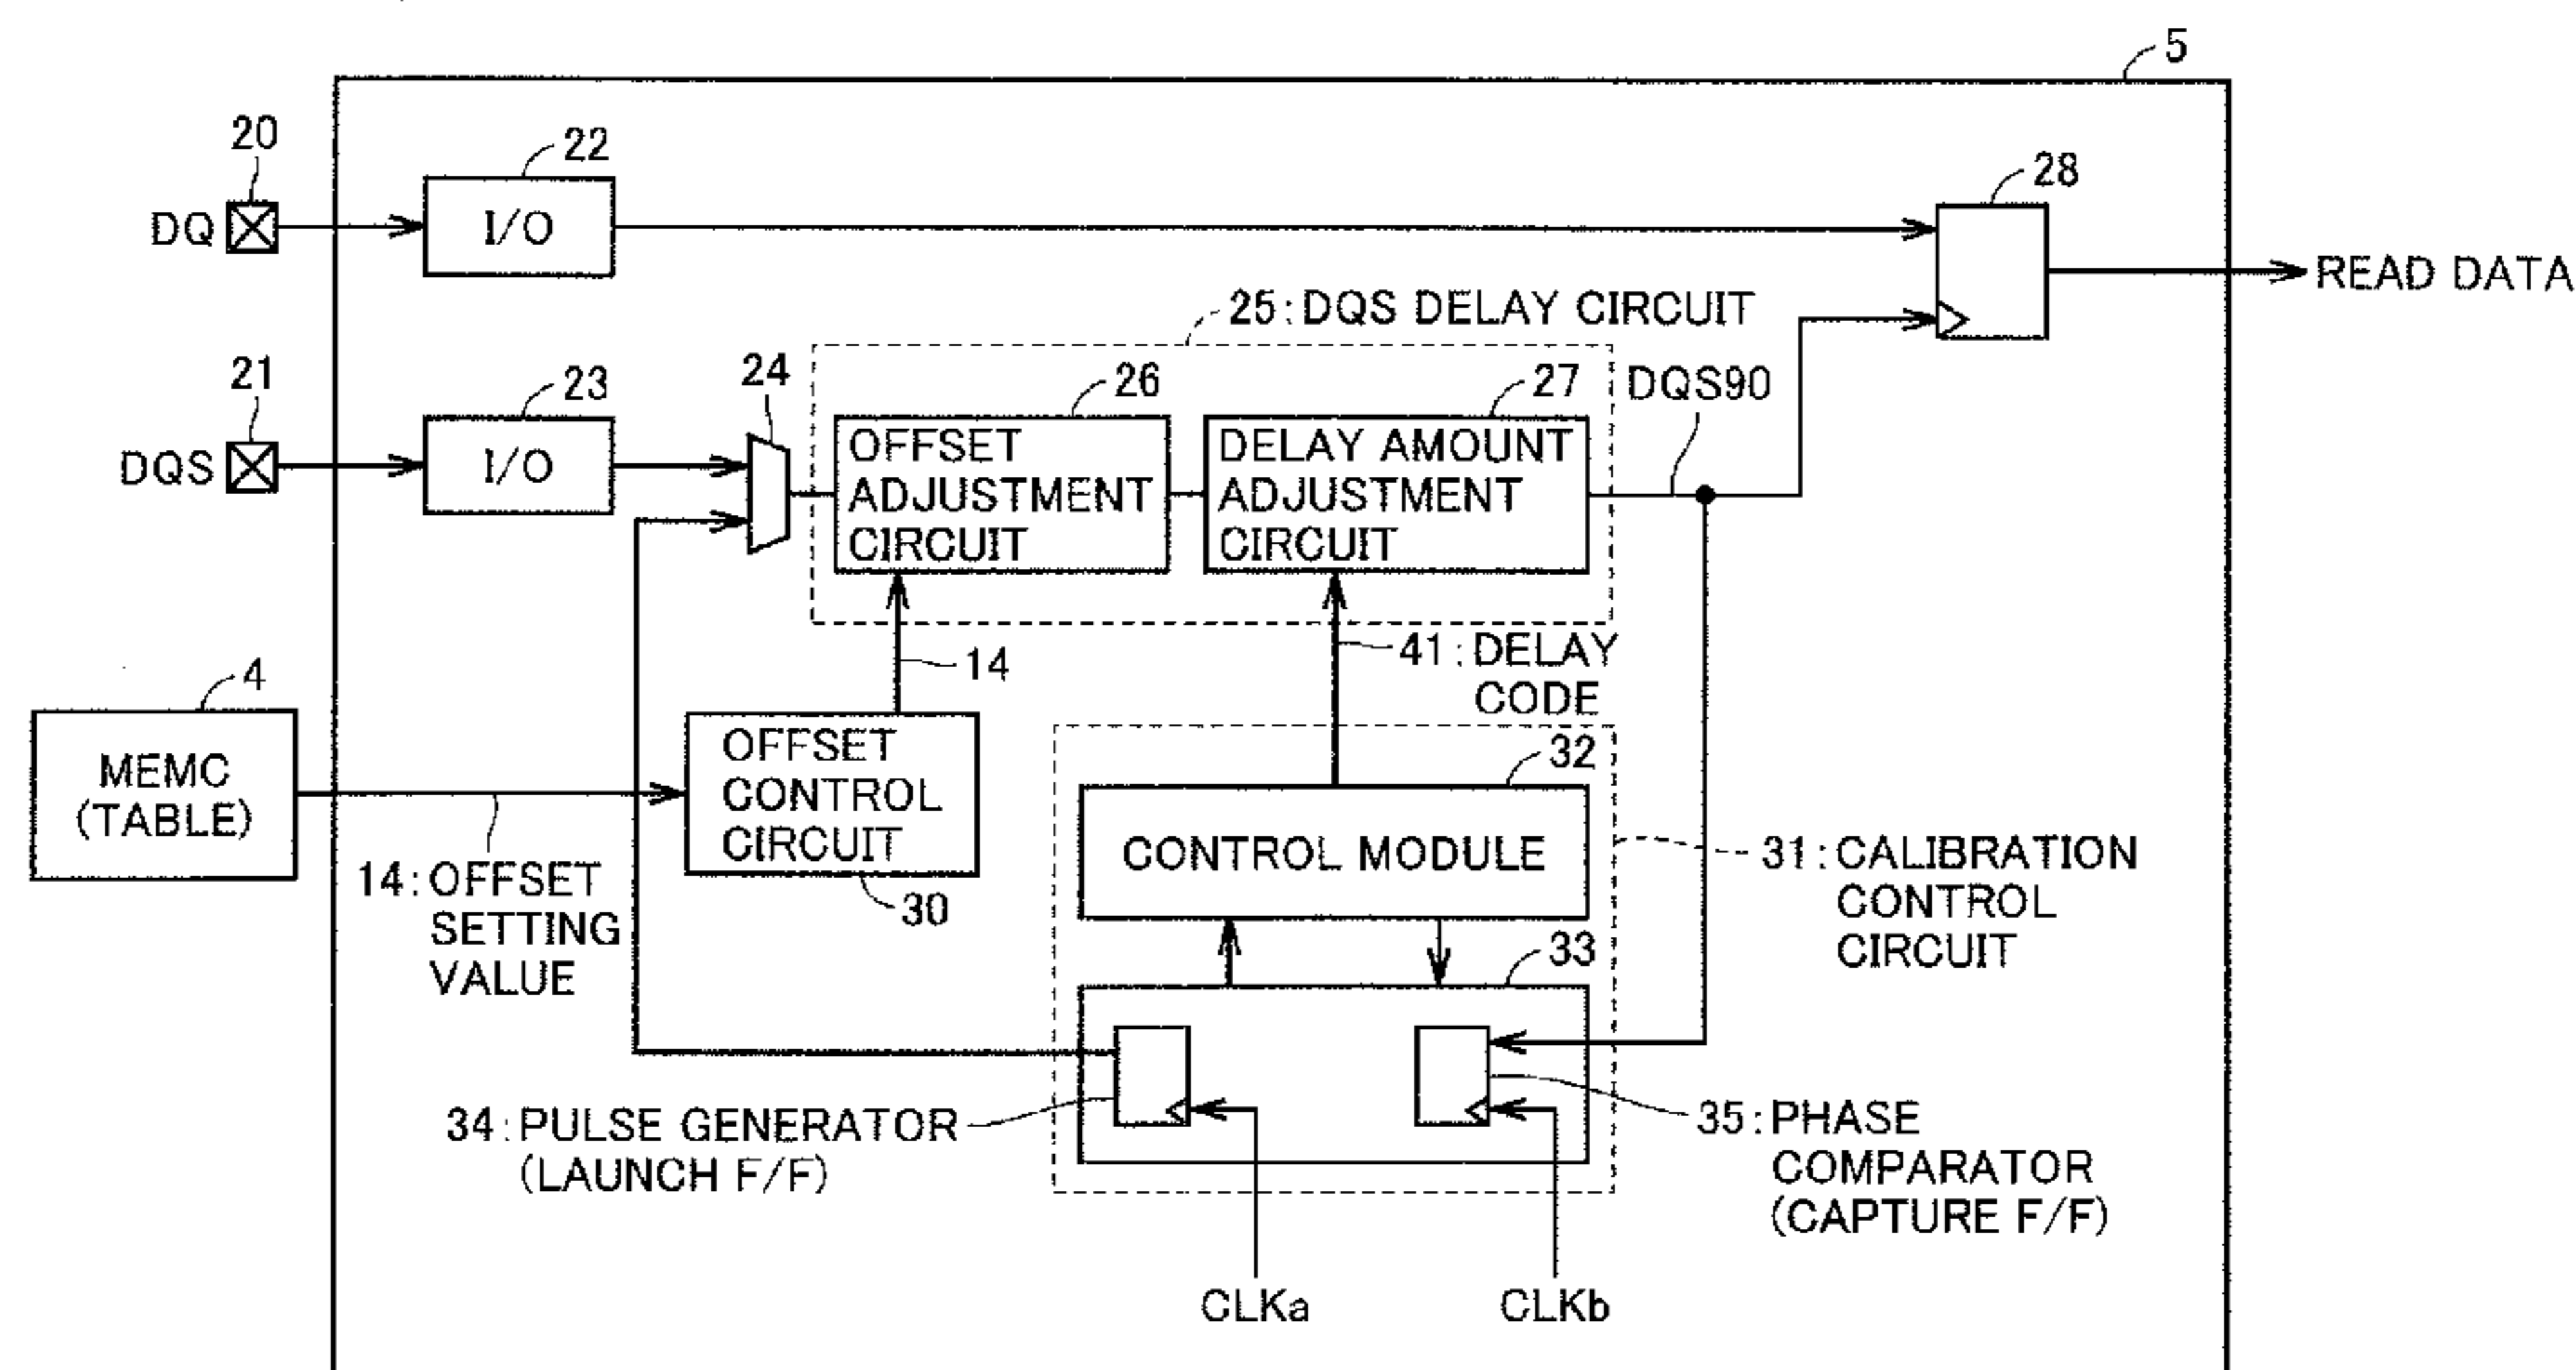 5
20
22
28
DQ
I/O
READ DATA
25:DQS DELAY CIRCUIT
21
23
24
26
27
DQS90
DQS
I/O
OFFSET
ADJUSTMENT
CIRCUIT
DELAY AMOUNT
ADJUSTMENT
CIRCUIT
4
14
41:DELAY
CODE
MEMC
(TABLE)
OFFSET
CONTROL
CIRCUIT
32
CONTROL MODULE
31:CALIBRATION
CONTROL
CIRCUIT
14:OFFSET
SETTING
VALUE
30
33
34:PULSE GENERATOR
(LAUNCH F/F)
35:PHASE
COMPARATOR
(CAPTURE F/F)
CLKa
CLKb